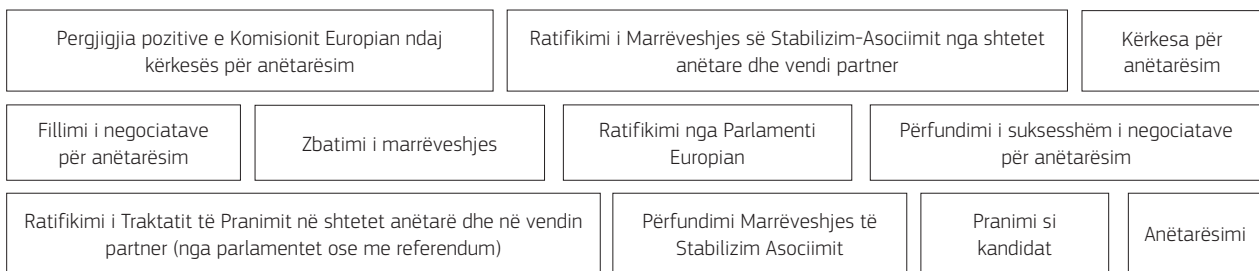 Pergjigjia pozitive e Komisionit Europian ndaj
kërkesës për anëtarësim
Ratifikimi i Marrëveshjes së Stabilizim-Asociimit nga shtetet
anëtare dhe vendi partner
Kërkesa për
anëtarësim
Fillimi i negociatave
për anëtarësim
Zbatimi i marrëveshjes
Ratifikimi nga Parlamenti
Europian
Përfundimi i suksesshëm i negociatave
për anëtarësim
Ratifikimi i Traktatit të Pranimit në shtetet anëtarë dhe në vendin
partner (nga parlamentet ose me referendum)
Përfundimi Marrëveshjes të
Stabilizim Asociimit
Pranimi si
kandidat
Anëtarësimi